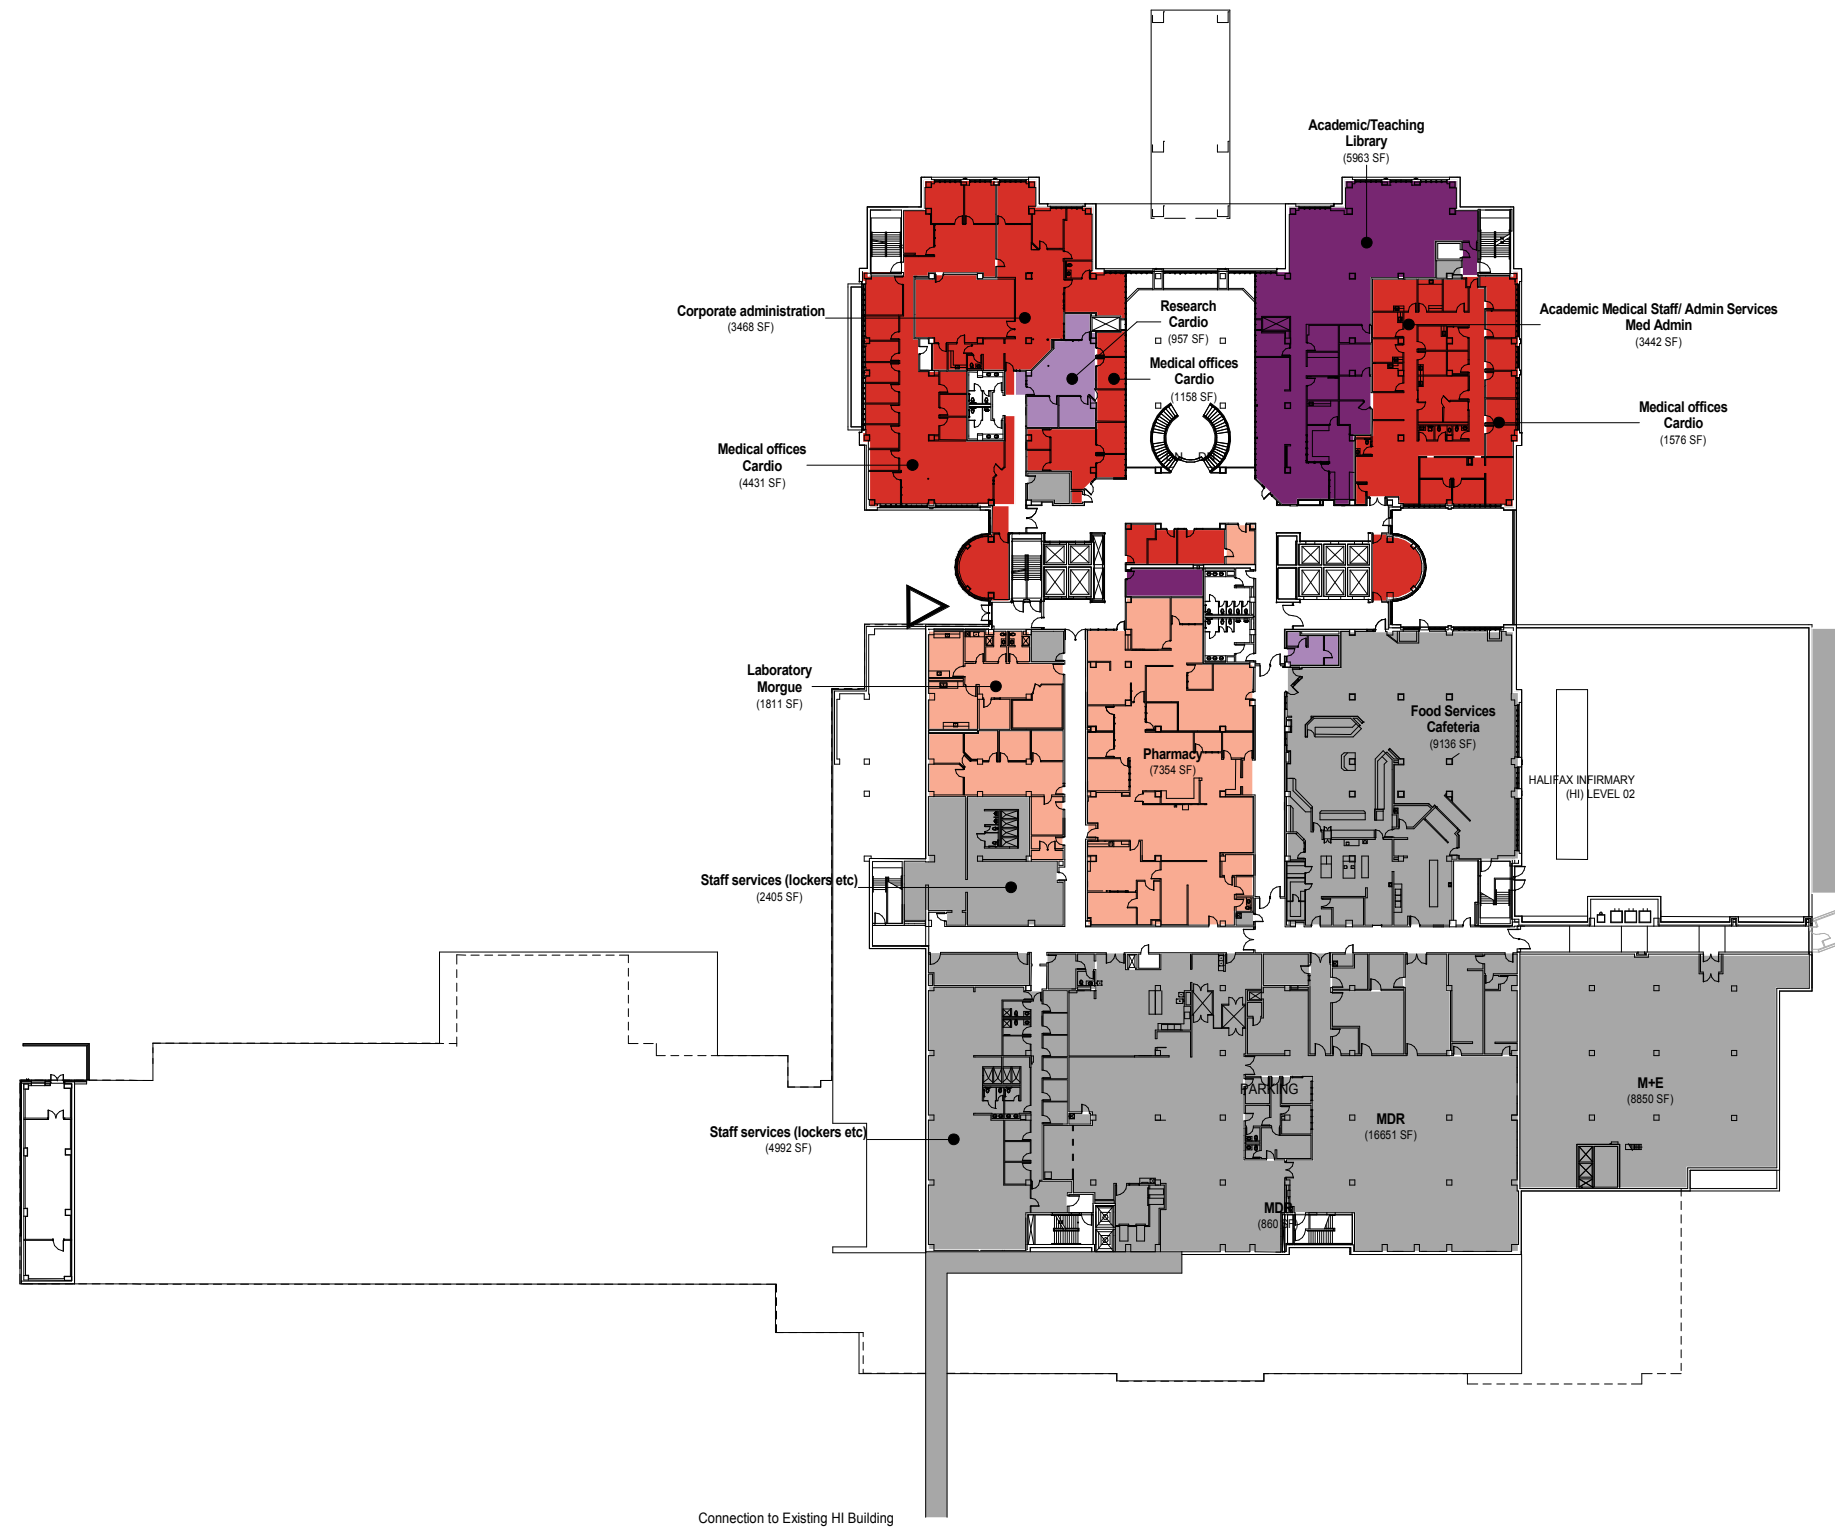 Academic/Teaching
Library
(5963 SF)
Corporate administration
(3468 SF)
Research
Cardio
(957 SF)
Academic Medical Staff/ Admin Services
Med Admin
(3442 SF)
Medical offices
Cardio
(1158 SF)
Medical offices
Cardio
(1576 SF)
Medical offices
Cardio
(4431 SF)
N D
Laboratory
Morgue
(1811 SF)
Food Services
Cafeteria
(9136 SF)
Pharmacy
(7354 SF)
HALIFAX INFIRMARY
(HI) LEVEL 02
Staff services (lockers etc)
(2405 SF)
PARKING
M+E
(8850 SF)
MDR
(16651 SF)
Staff services (lockers etc)
(4992 SF)
MDR
(860 SF)
Connection to Existing HI Building